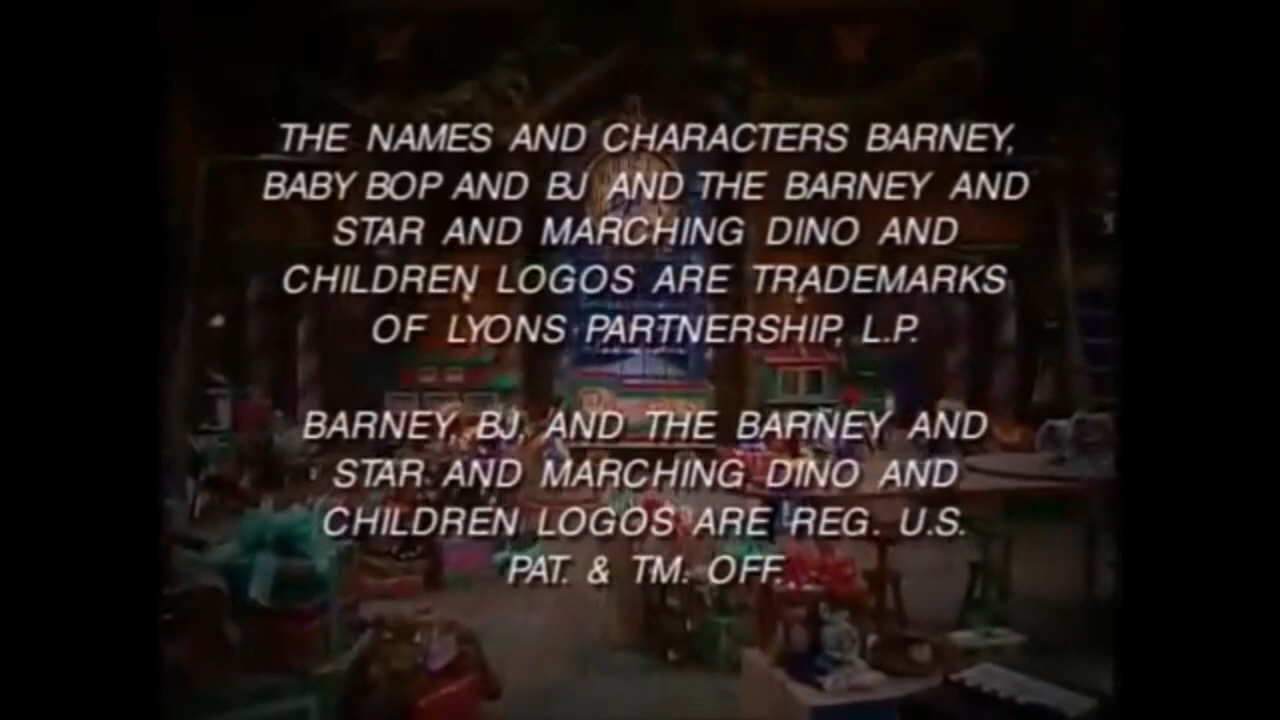 THE NAMES AND CHARACTERS BARNEY,
BABY BOP AND BJ AND THE BARNEY AND
STAR AND MARCHING DINO AND
CHILDREN LOGOS ARE TRADEMARKS
OF LYONS PARTNERSHIP, L.P.
BARNEY, BJ, AND THE BARNEY AND
STAR AND MARCHING DINO AND
CHILDREN LOGOS ARE REG. U.S.
PAT. & TM. OFF.